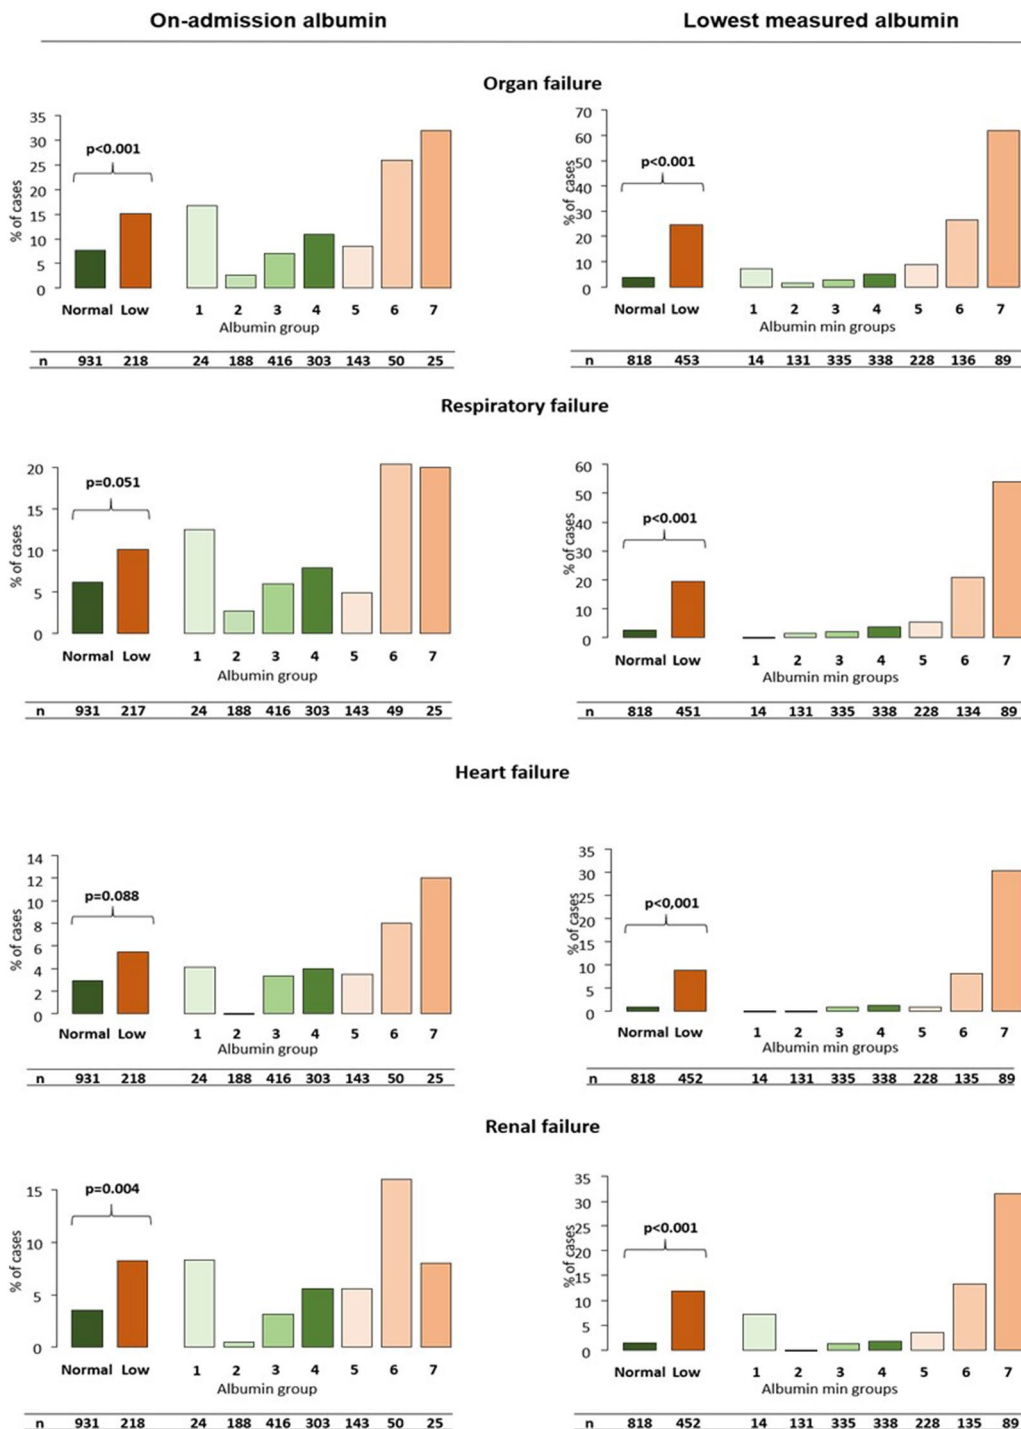 On-admission albumin
Lowest measured albumin
Organ failure
35
30
25
20
15
10
5
0
% of cases
p<0.001
Normal Low 1 2 3 4 5 6 7
Albumin group
n 931 218 24 188 416 303 143 50 25
70
60
50
40
30
20
10
0
% of cases
p<0.001
Normal Low 1 2 3 4 5 6 7
Albumin min groups
n 818 453 14 131 335 338 228 136 89
Respiratory failure
20
15
10
5
0
% of cases
p=0.051
Normal Low 1 2 3 4 5 6 7
Albumin group
n 931 217 24 188 416 303 143 49 25
60
50
40
30
20
10
0
% of cases
p<0.001
Normal Low 1 2 3 4 5 6 7
Albumin min groups
n 818 451 14 131 335 338 228 134 89
Heart failure
14
12
10
8
6
4
2
0
% of cases
p=0.088
Normal Low 1 2 3 4 5 6 7
Albumin group
n 931 218 24 188 416 303 143 50 25
35
30
25
20
15
10
5
0
% of cases
p<0,001
Normal Low 1 2 3 4 5 6 7
Albumin min groups
n 818 452 14 131 335 338 228 135 89
Renal failure
15
10
5
0
% of cases
p=0.004
Normal Low 1 2 3 4 5 6 7
Albumin group
n 931 218 24 188 416 303 143 50 25
35
30
25
20
15
10
5
0
% of cases
p<0.001
Normal Low 1 2 3 4 5 6 7
Albumin min groups
n 818 452 14 131 335 338 228 135 89